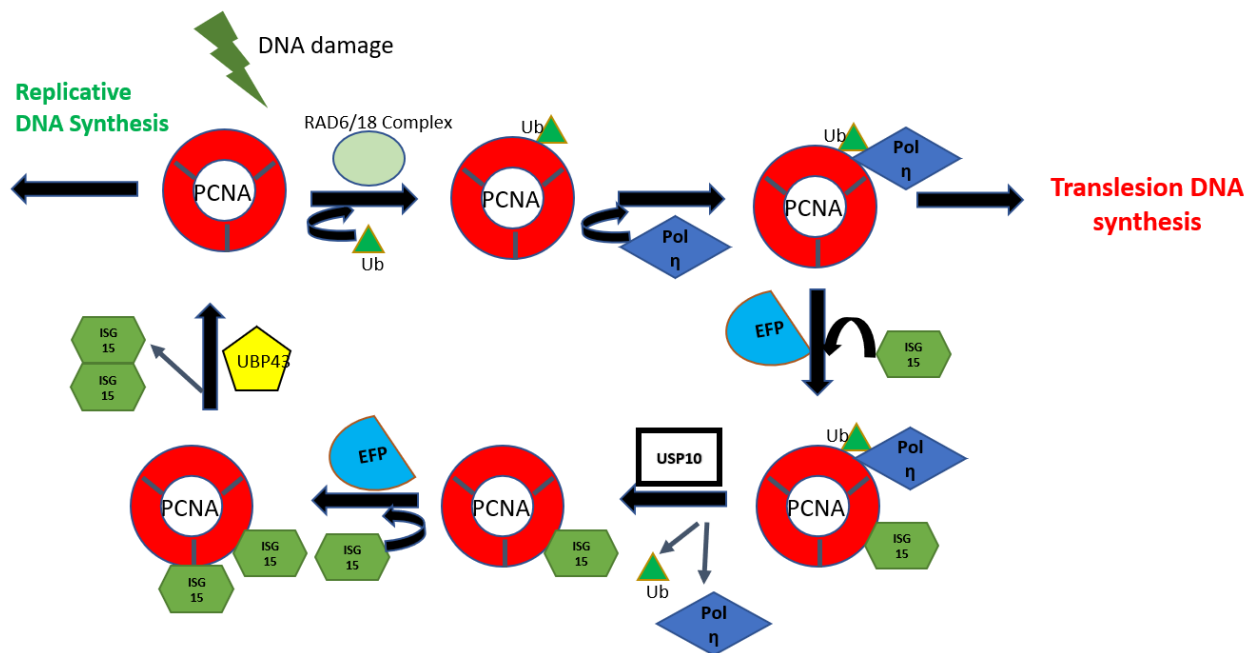 DNA damage
Replicative
DNA Synthesis
RAD6/18 Complex
PCNA
Ub
Ub
PCNA
Pol
η
Ub
Pol
η
PCNA
Translesion DNA
synthesis
EFP
ISG
15
ISG
15
ISG
15
UBP43
Ub
Pol
η
PCNA
ISG
15
USP10
Ub
Pol
η
PCNA
ISG
15
EFP
ISG
15
PCNA
ISG
15
ISG
15